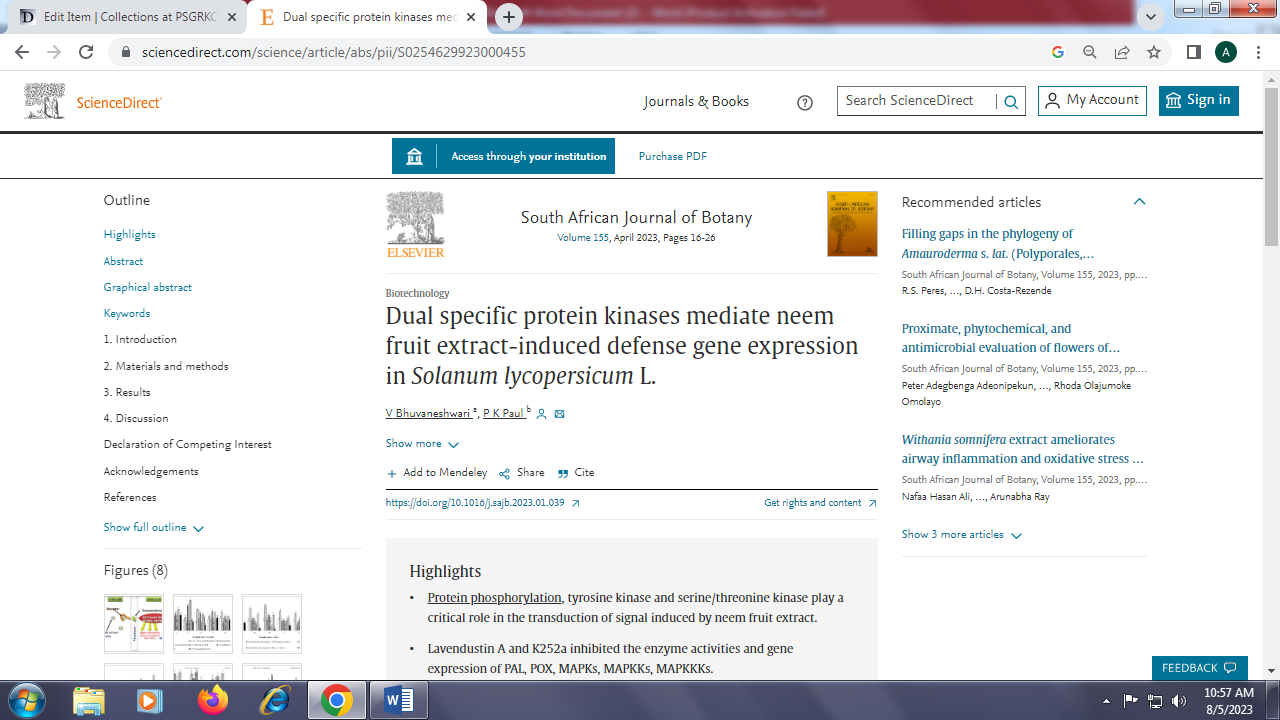 Edit Item | Collections at PSGRKC
Dual specific protein kinases med
sciencedirect.com/science/article/abs/pii/S0254629923000455
A
ScienceDirect
Journals & Books
Search ScienceDirect
My Account
Sign in
Access through your institution
Purchase PDF
Outline
Highlights
Abstract
Graphical abstract
Keywords
1. Introduction
2. Materials and methods
3. Results
4. Discussion
Declaration of Competing Interest
Acknowledgements
References
Show full outline
Figures (8)
ELSEVIER
South African Journal of Botany
Volume 155, April 2023, Pages 16-26
SOUTH AFRICAN
JOURNAL OF BOTANY
Biotechnology
Dual specific protein kinases mediate neem
fruit extract-induced defense gene expression
in Solanum lycopersicum L.
V Bhuvaneshwari a, P K Paul b
Show more
Add to Mendeley Share Cite
https://doi.org/10.1016/j.sajb.2023.01.039
Get rights and content
Highlights
• Protein phosphorylation, tyrosine kinase and serine/threonine kinase play a
critical role in the transduction of signal induced by neem fruit extract.
• Lavendustin A and K252a inhibited the enzyme activities and gene
expression of PAL, POX, MAPKs, MAPKKs, MAPKKKs.
Recommended articles
Filling gaps in the phylogeny of
Amauroderma s. lat. (Polyporales,…
South African Journal of Botany, Volume 155, 2023, pp.…
R.S. Peres, …, D.H. Costa-Rezende
Proximate, phytochemical, and
antimicrobial evaluation of flowers of…
South African Journal of Botany, Volume 155, 2023, pp.…
Peter Adegbenga Adeonipekun, …, Rhoda Olajumoke
Omolayo
Withania somnifera extract ameliorates
airway inflammation and oxidative stress …
South African Journal of Botany, Volume 155, 2023, pp.…
Nafaa Hasan Ali, …, Arunabha Ray
Show 3 more articles
FEEDBACK
10:57 AM
8/5/2023